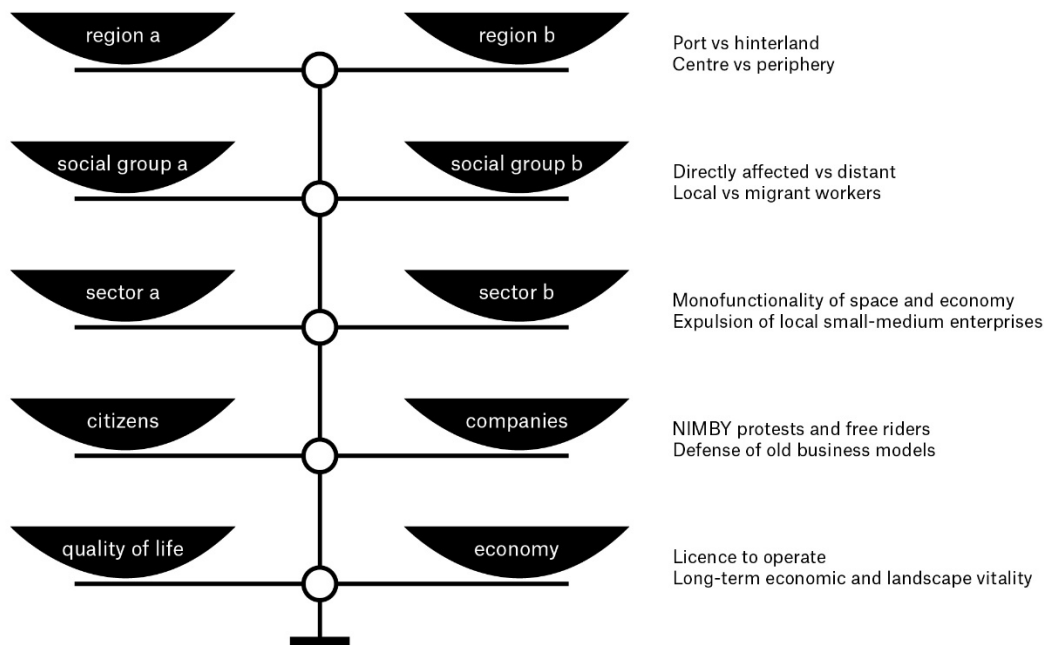 region a
region b
Port vs hinterland
Centre vs periphery
social group a
social group b
Directly affected vs distant
Local vs migrant workers
sector a
sector b
Monofunctionality of space and economy
Expulsion of local small-medium enterprises
citizens
companies
NIMBY protests and free riders
Defense of old business models
quality of life
economy
Licence to operate
Long-term economic and landscape vitality